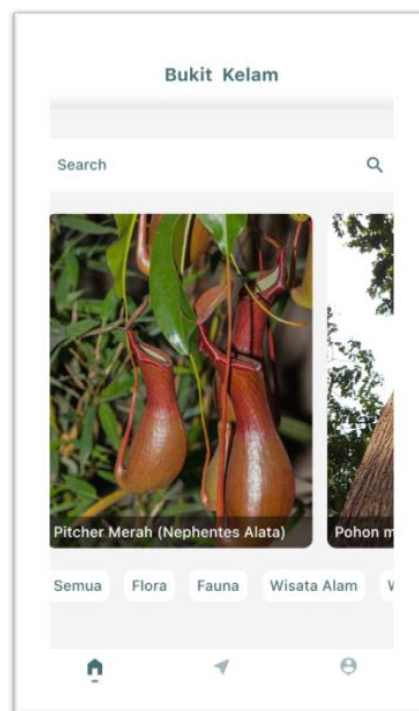 Bukit Kelam
Search
Pitcher Merah (Nephentes Alata)
Pohon
Semua Flora Fauna Wisata Alam